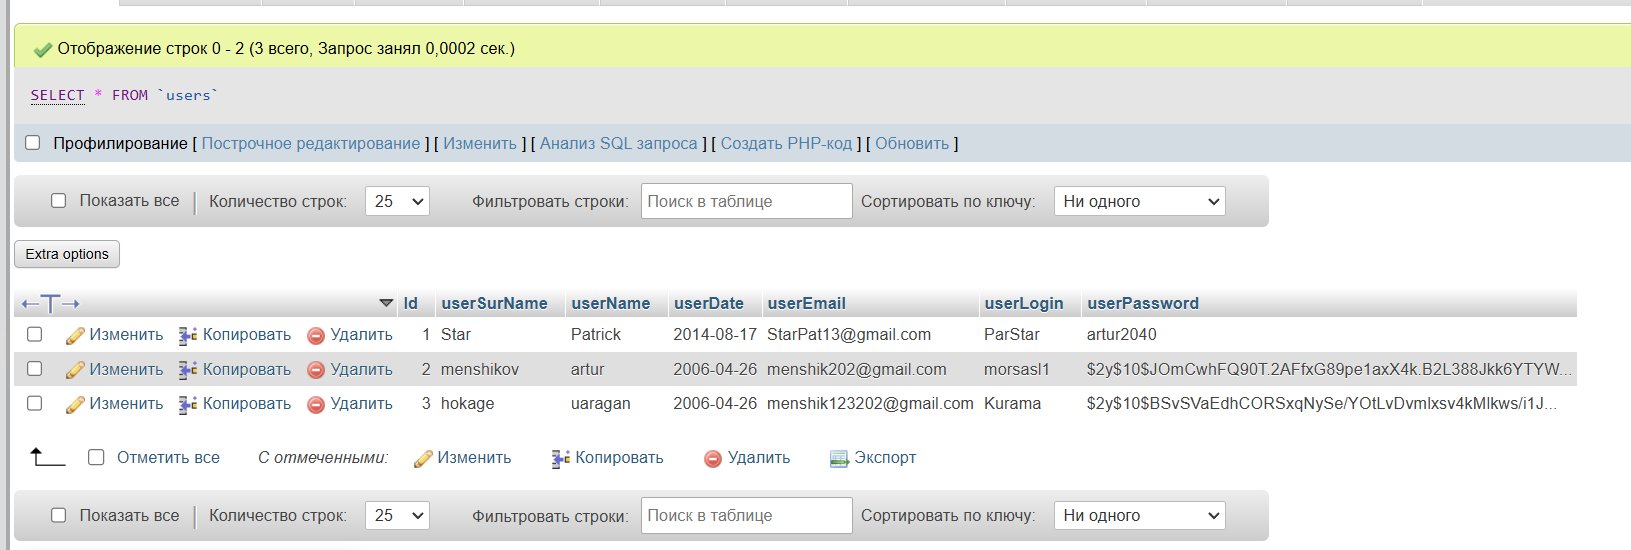 Отображение строк 0 - 2 (3 всего, Запрос занял 0,0002 сек.)
SELECT * FROM `users`
Профилирование [ Построчное редактирование ] [ Изменить ] [ Анализ SQL запроса ] [ Создать PHP-код ] [ Обновить ]
Показать все Количество строк: 25 Фильтровать строки: Поиск в таблице Сортировать по ключу: Ни одного
Extra options
Id userSurName userName userDate userEmail userLogin userPassword
Изменить Копировать Удалить 1 Star Patrick 2014-08-17 StarPat13@gmail.com ParStar artur2040
Изменить Копировать Удалить 2 menshikov artur 2006-04-26 menshik202@gmail.com morsasl1 $2y$10$JOmCwhFQ90T.2AFfxG89pe1axX4k.B2L388Jkk6YTYW...
Изменить Копировать Удалить 3 hokage uaragan 2006-04-26 menshik123202@gmail.com Kurama $2y$10$BSvSVaEdhCORSxqNySe/YOtLvDvmlxsv4kMlkws/i1J...
Отметить все С отмеченными: Изменить Копировать Удалить Экспорт
Показать все Количество строк: 25 Фильтровать строки: Поиск в таблице Сортировать по ключу: Ни одного